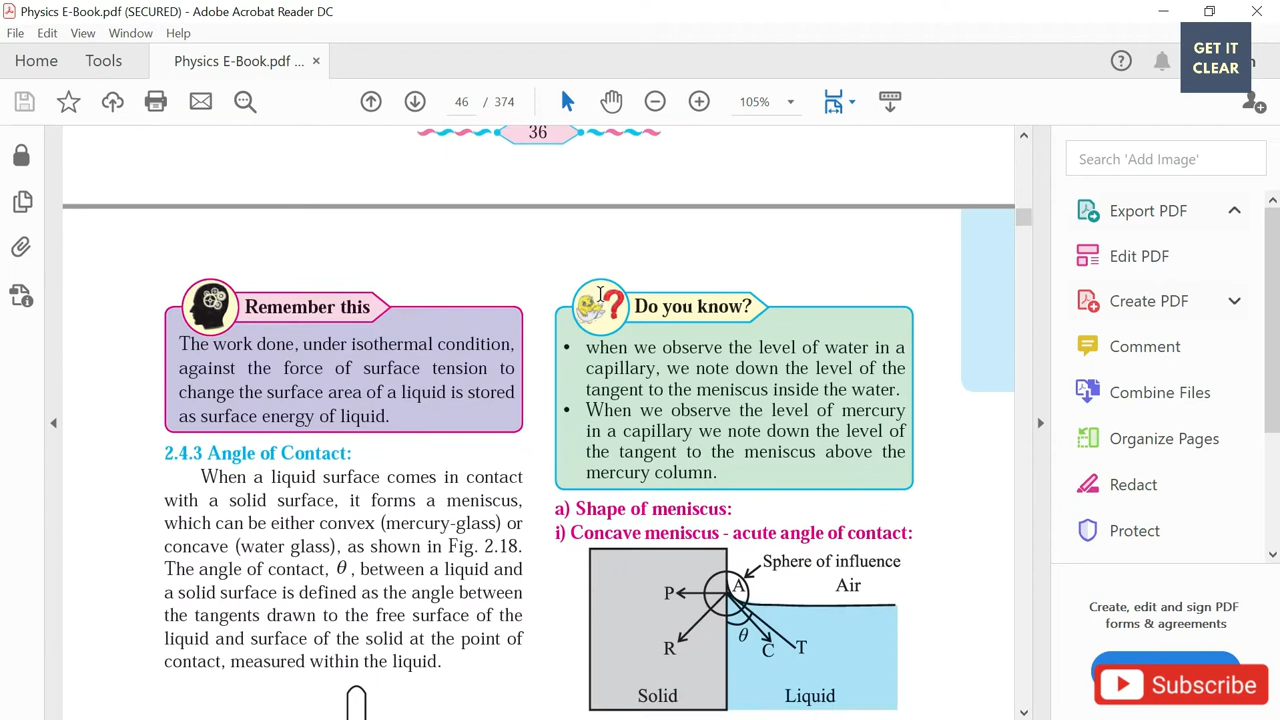 Physics E-Book.pdf (SECURED) - Adobe Acrobat Reader DC
File Edit View Window Help
GET IT
CLEAR
Home Tools Physics E-Book.pdf ... ×
46 / 374 105%
36
Search 'Add Image'
Export PDF
Edit PDF
Create PDF
Comment
Combine Files
Organize Pages
Redact
Protect
Create, edit and sign PDF
forms & agreements
Subscribe
Remember this
The work done, under isothermal condition,
against the force of surface tension to
change the surface area of a liquid is stored
as surface energy of liquid.
2.4.3 Angle of Contact:
When a liquid surface comes in contact
with a solid surface, it forms a meniscus,
which can be either convex (mercury-glass) or
concave (water glass), as shown in Fig. 2.18.
The angle of contact, θ, between a liquid and
a solid surface is defined as the angle between
the tangents drawn to the free surface of the
liquid and surface of the solid at the point of
contact, measured within the liquid.
Do you know?
• when we observe the level of water in a
capillary, we note down the level of the
tangent to the meniscus inside the water.
• When we observe the level of mercury
in a capillary we note down the level of
the tangent to the meniscus above the
mercury column.
a) Shape of meniscus:
i) Concave meniscus - acute angle of contact:
Sphere of influence
A
Air
P
θ
R
C
T
Solid
Liquid